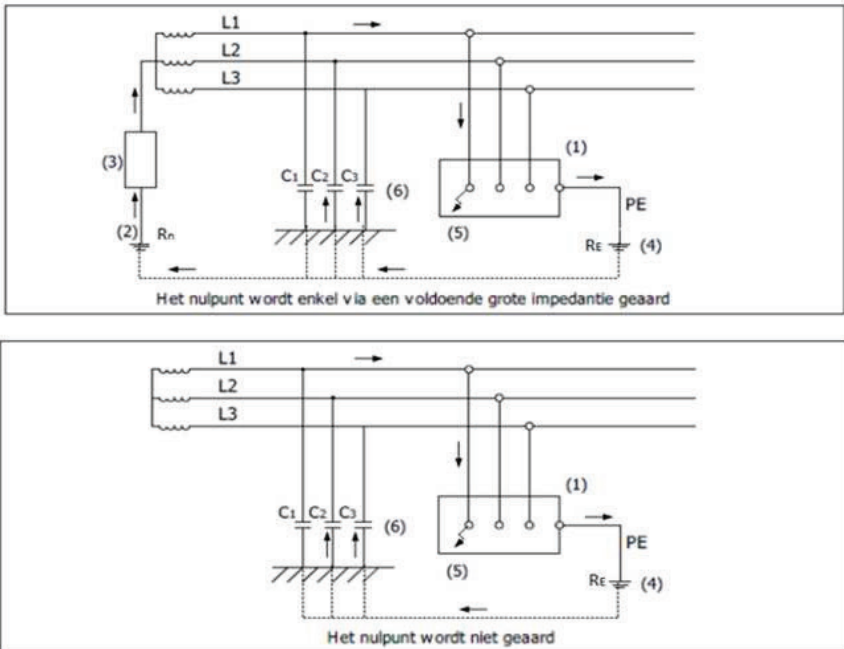 L1
L2
L3
(3)
(1)
C1 C2 C3
(6)
PE
(2) Rn
(5)
RE (4)
Het nulpunt wordt enkel via een voldoende grote impedantie geaard
L1
L2
L3
(1)
C1 C2 C3
(6)
PE
(5)
RE (4)
Het nulpunt wordt niet geaard